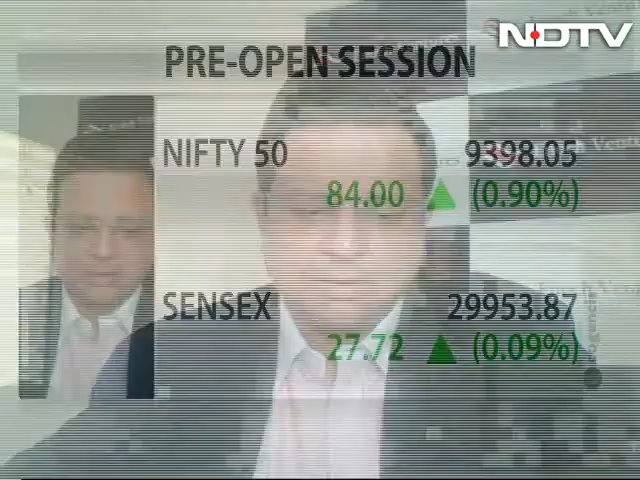 NDTV
PRE-OPEN SESSION
NIFTY 50 9398.05
84.00 ▲ (0.90%)
SENSEX 29953.87
27.72 ▲ (0.09%)